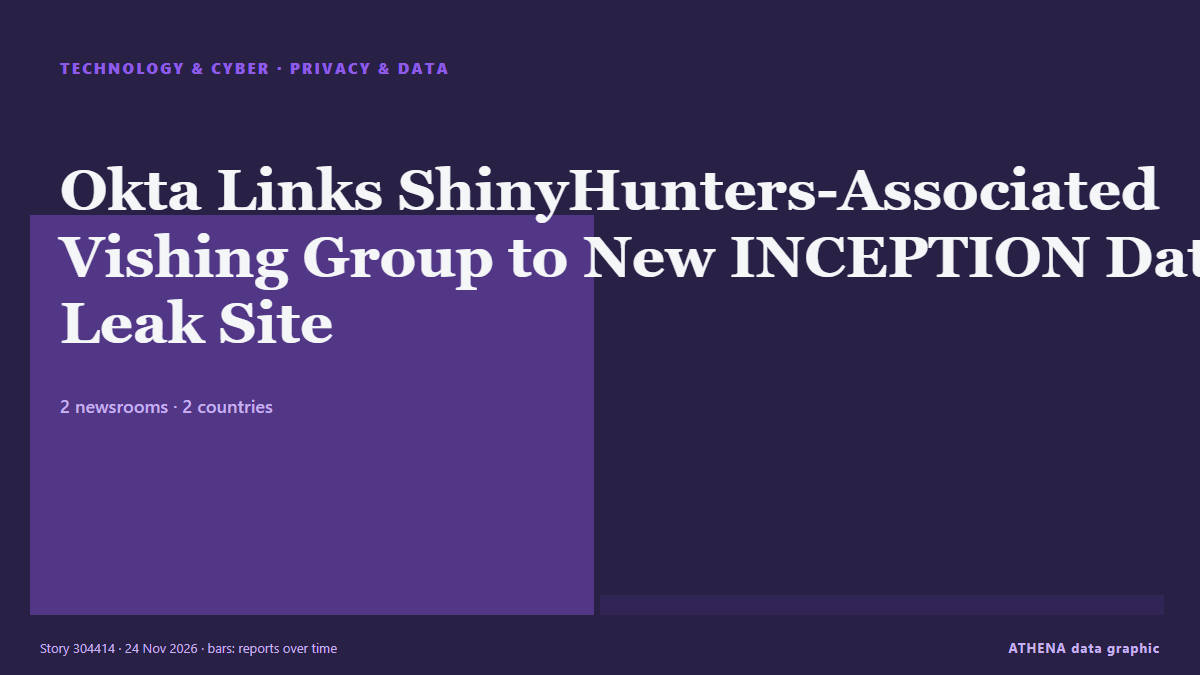 TECHNOLOGY & CYBER · PRIVACY & DATA
Okta Links ShinyHunters-Associated
Vishing Group to New INCEPTION Dat
Leak Site
2 newsrooms · 2 countries
Story 304414 · 24 Nov 2026 · bars: reports over time
ATHENA data graphic